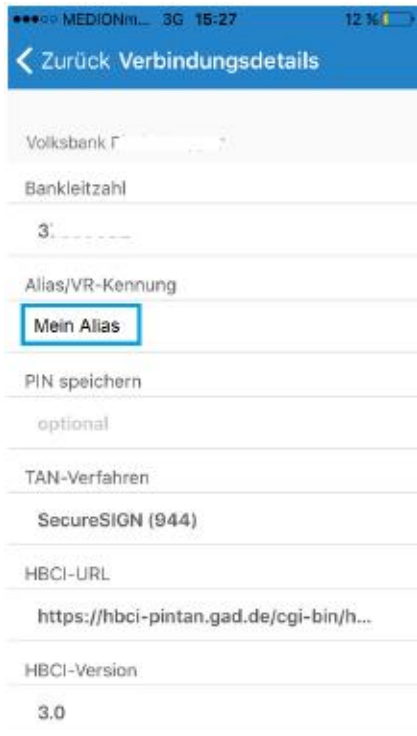 MEDIONm... 3G 15:27 12 %
Zurück Verbindungsdetails
Volksbank
Bankleitzahl
3
Alias/VR-Kennung
Mein Alias
PIN speichern
optional
TAN-Verfahren
SecureSIGN (944)
HBCI-URL
https://hbci-pintan.gad.de/cgi-bin/h...
HBCI-Version
3.0